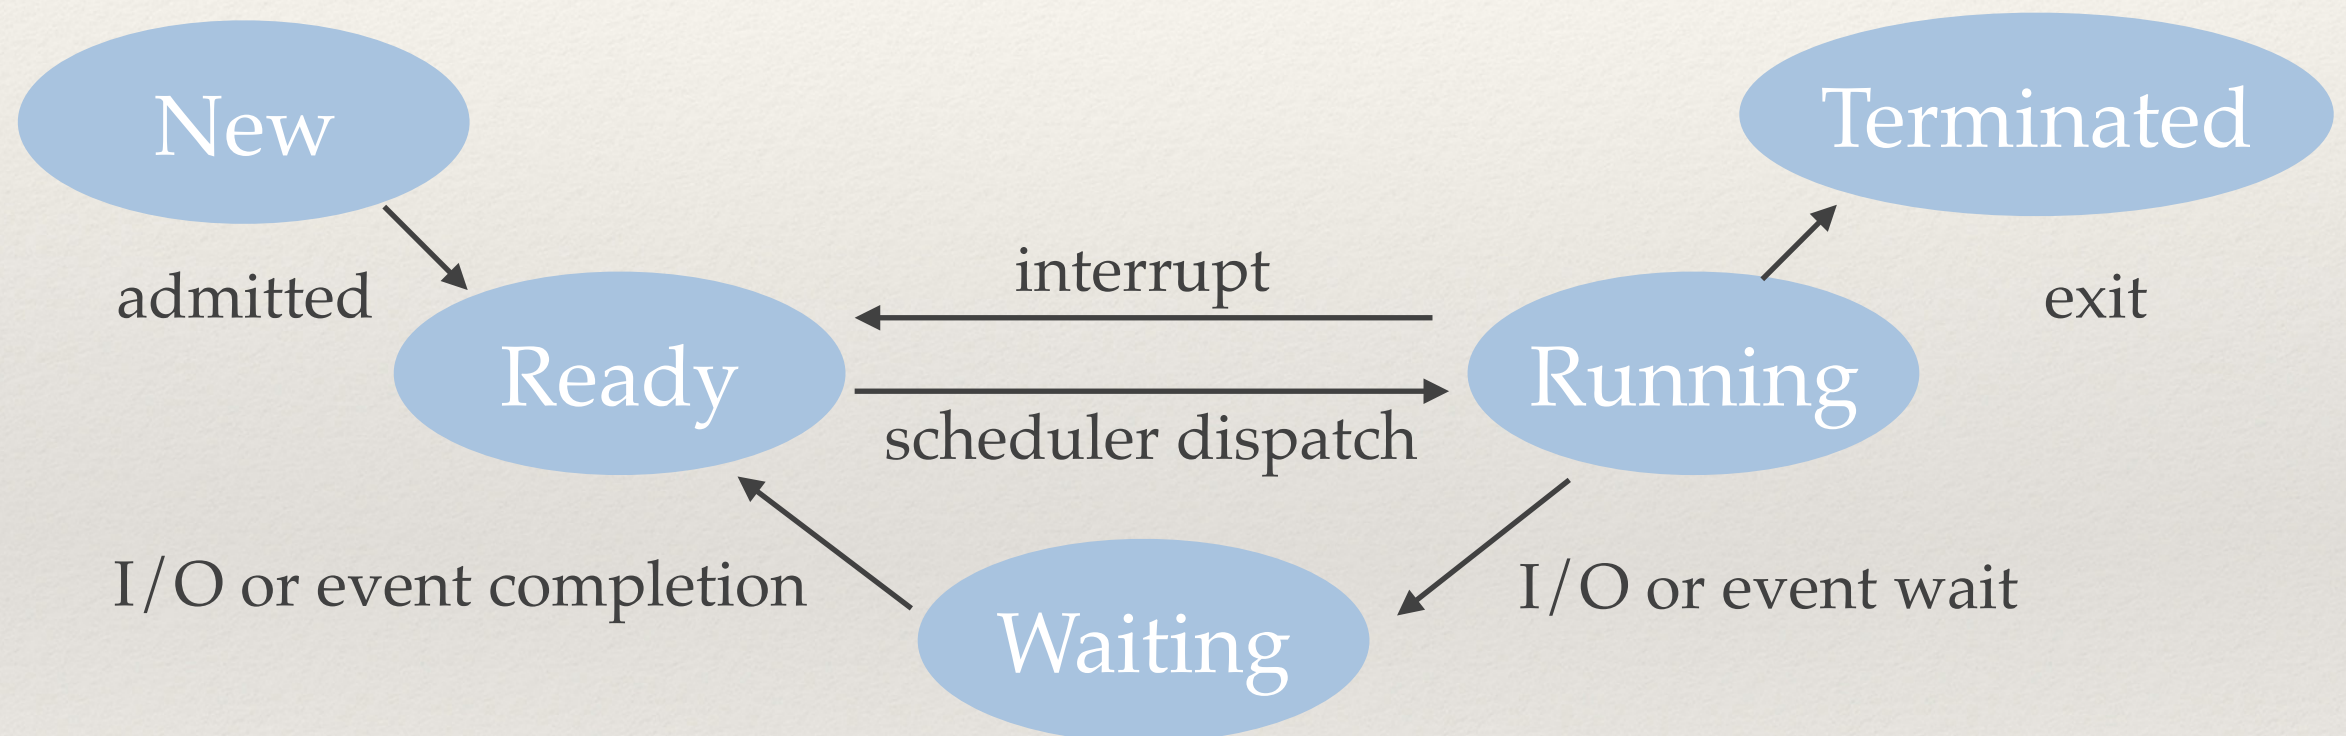 New
Terminated
admitted
interrupt
exit
Ready
Running
scheduler dispatch
I/O or event completion
I/O or event wait
Waiting